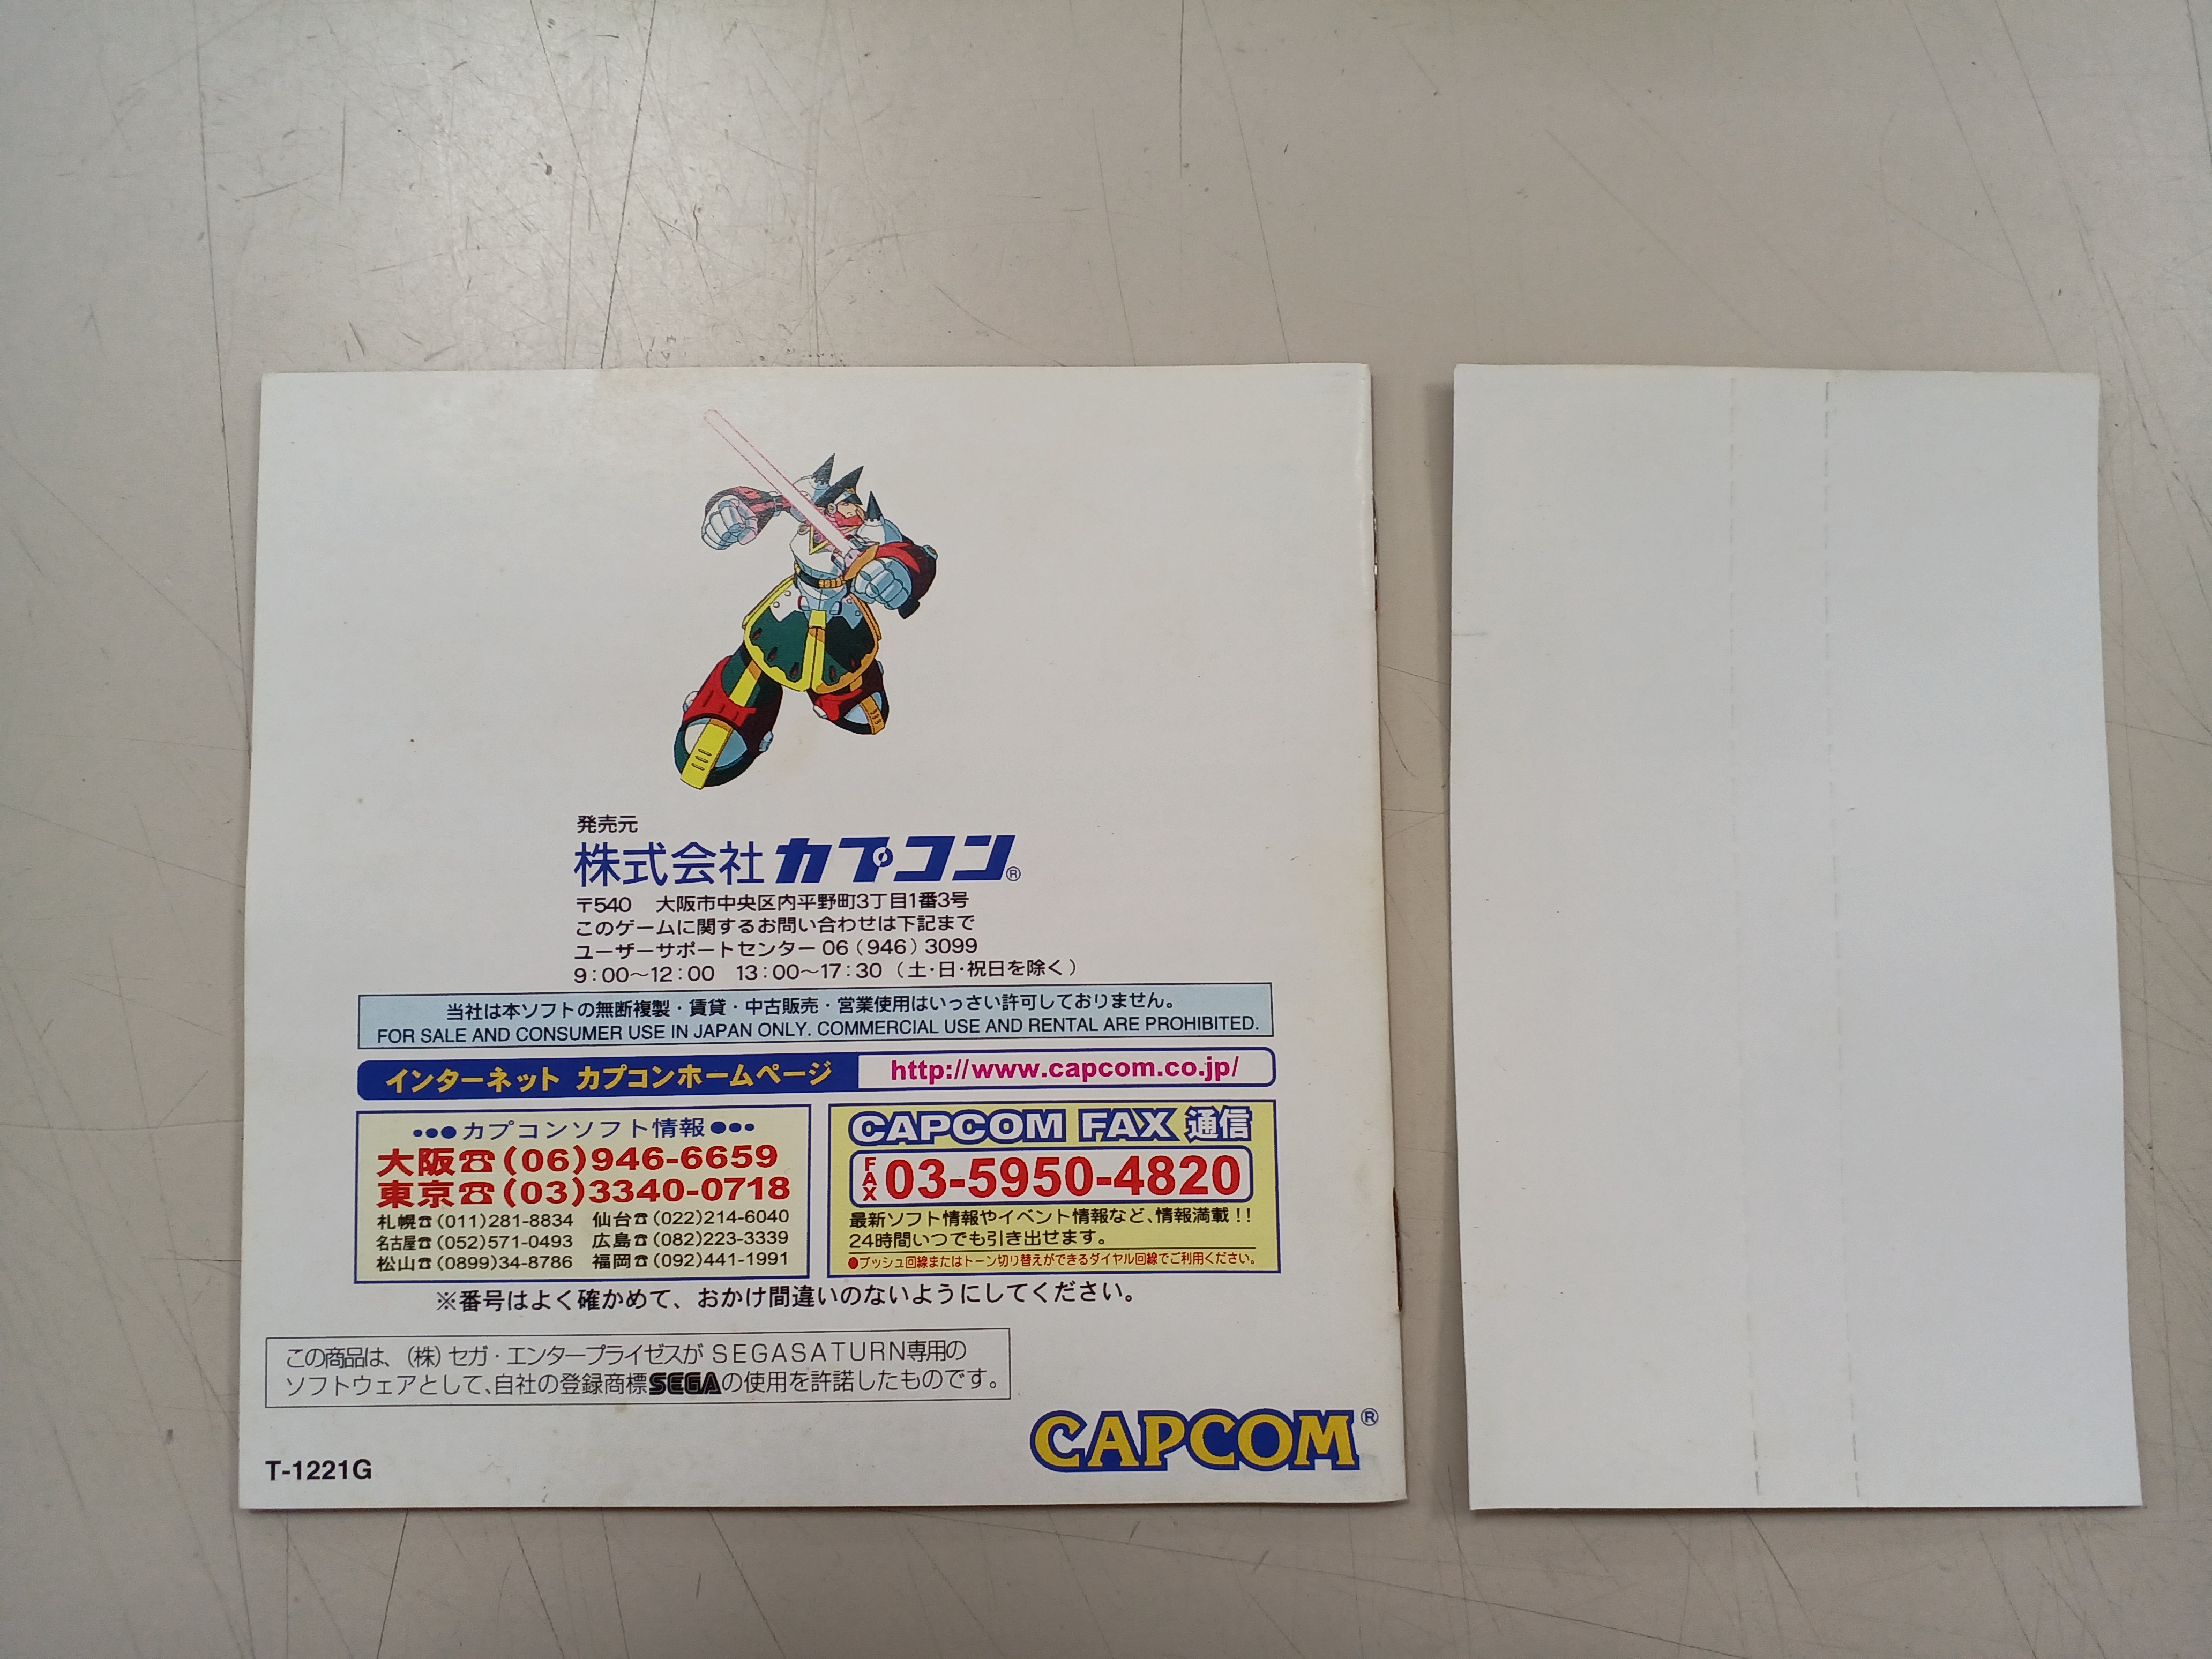 発売元
株式会社 カプコン®
〒540 大阪市中央区内平野町3丁目1番3号
このゲームに関するお問い合わせは下記まで
ユーザーサポートセンター 06（946）3099
9：00〜12：00 13：00〜17：30（土・日・祝日を除く）
当社は本ソフトの無断複製・賃貸・中古販売・営業使用はいっさい許可しておりません。
FOR SALE AND CONSUMER USE IN JAPAN ONLY. COMMERCIAL USE AND RENTAL ARE PROHIBITED.
インターネット カプコンホームページ http://www.capcom.co.jp/
●●●カプコンソフト情報●●●
大阪☎(06)946-6659
東京☎(03)3340-0718
札幌☎(011)281-8834 仙台☎(022)214-6040
名古屋☎(052)571-0493 広島☎(082)223-3339
松山☎(0899)34-8786 福岡☎(092)441-1991
CAPCOM FAX 通信
FAX 03-5950-4820
最新ソフト情報やイベント情報など、情報満載！！
24時間いつでも引き出せます。
●プッシュ回線またはトーン切り替えができるダイヤル回線でご利用ください。
※番号はよく確かめて、おかけ間違いのないようにしてください。
この商品は、（株）セガ・エンタープライゼスが SEGASATURN専用の
ソフトウェアとして、自社の登録商標SEGAの使用を許諾したものです。
CAPCOM®
T-1221G